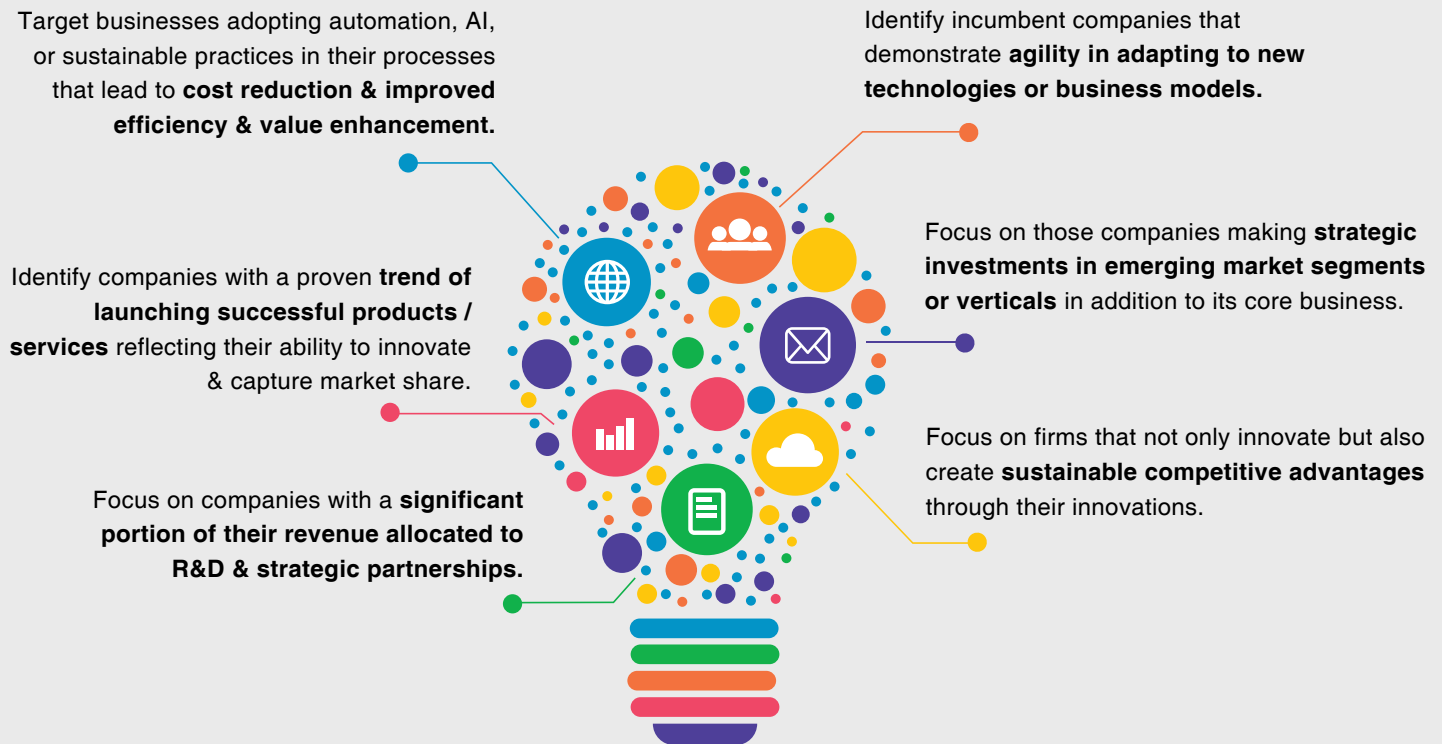 Target businesses adopting automation, AI,
or sustainable practices in their processes
that lead to cost reduction & improved
efficiency & value enhancement.
Identify companies with a proven trend of
launching successful products /
services reflecting their ability to innovate
& capture market share.
Focus on companies with a significant
portion of their revenue allocated to
R&D & strategic partnerships.
Identify incumbent companies that
demonstrate agility in adapting to new
technologies or business models.
Focus on those companies making strategic
investments in emerging market segments
or verticals in addition to its core business.
Focus on firms that not only innovate but also
create sustainable competitive advantages
through their innovations.